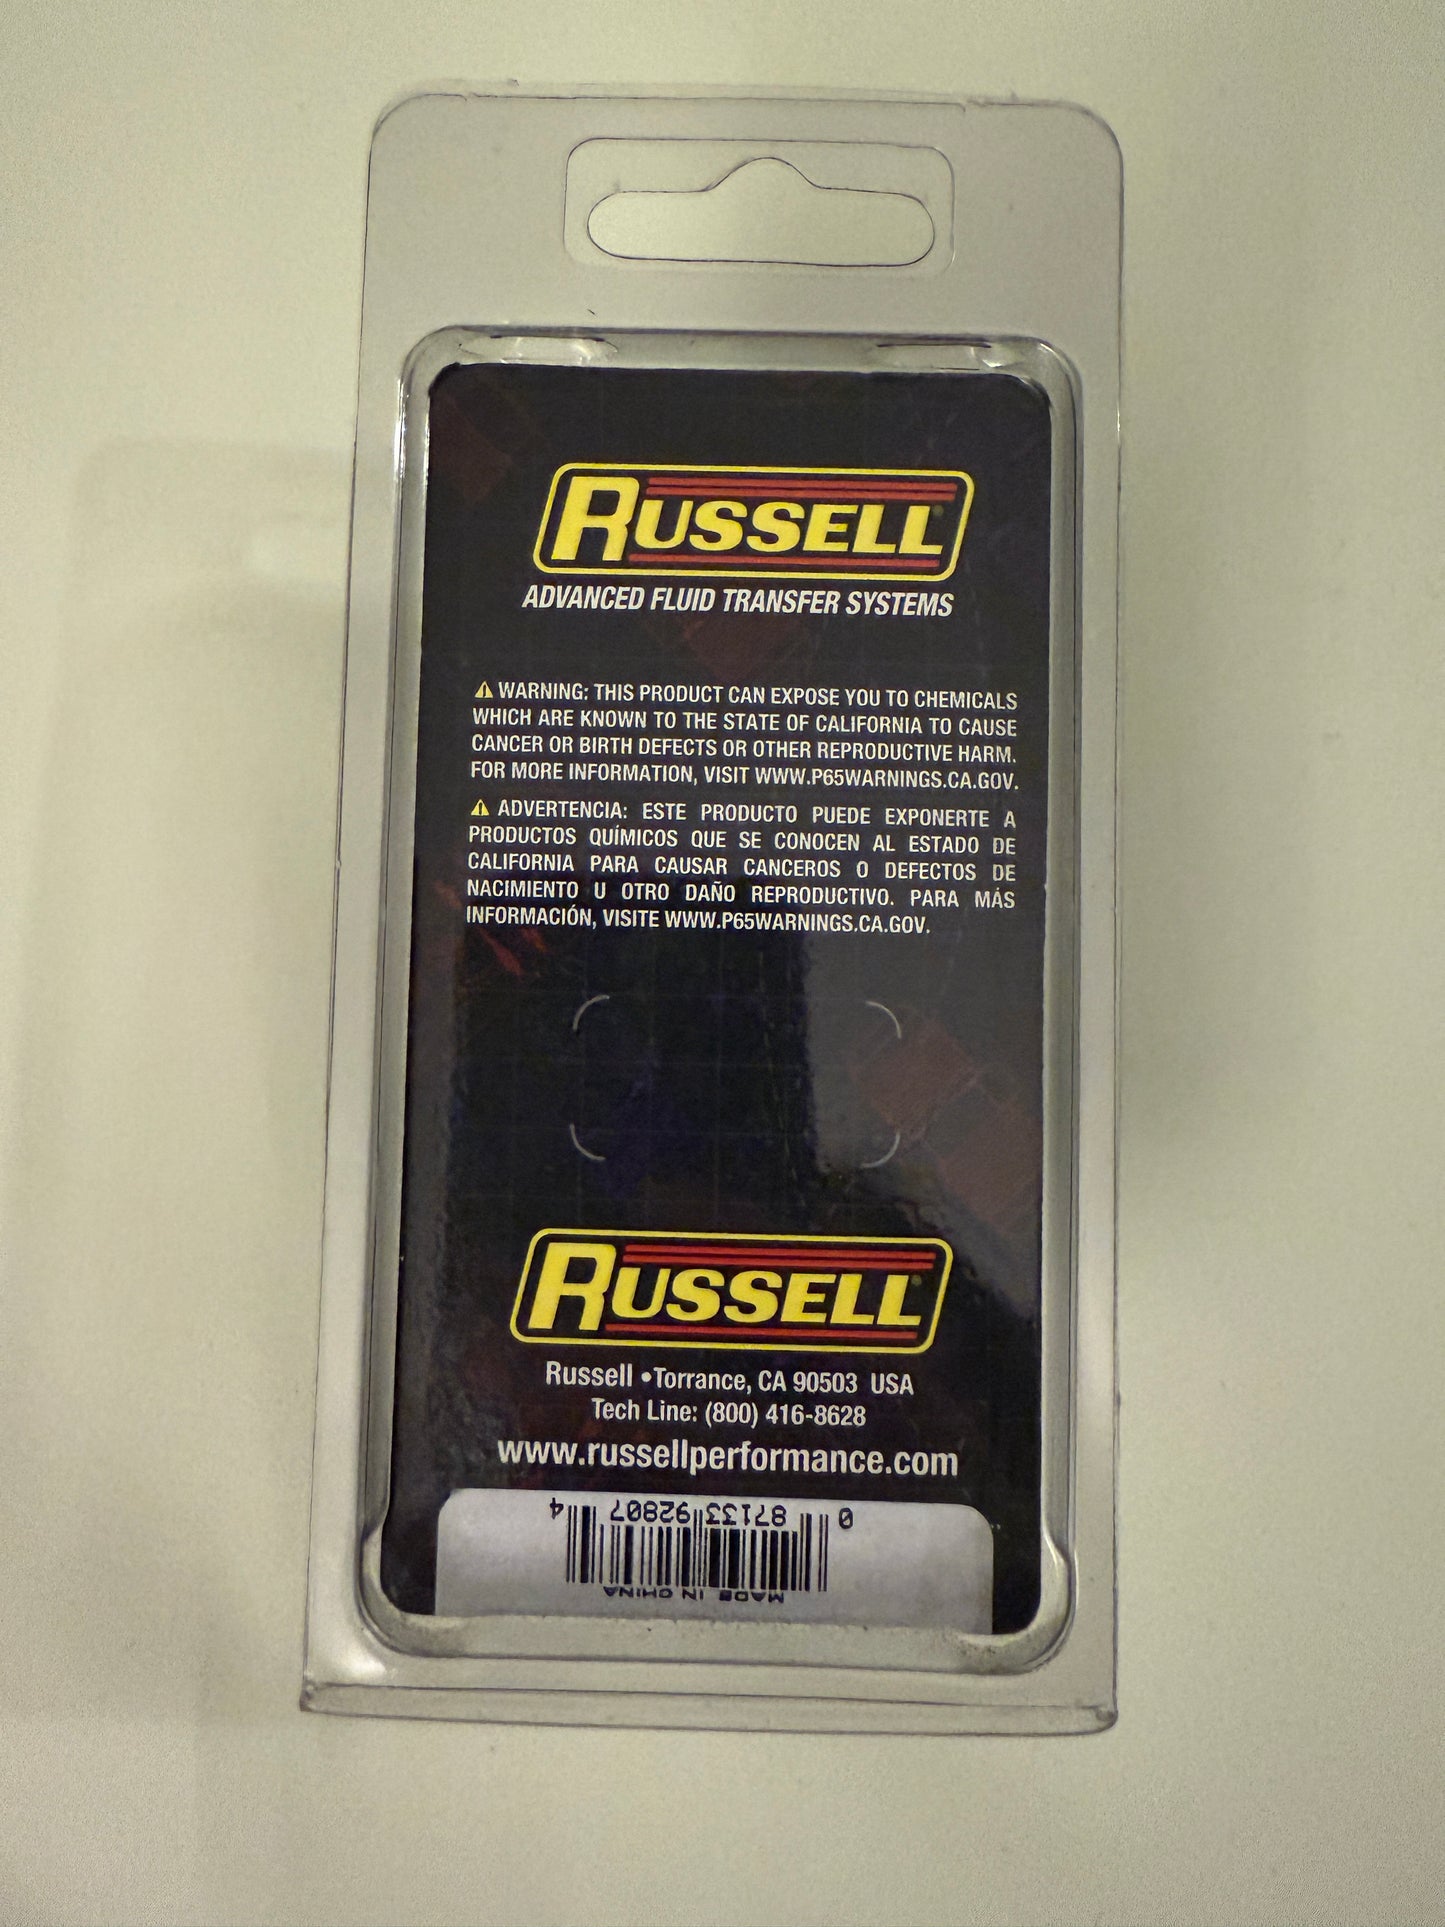 RUSSELL®
ADVANCED FLUID TRANSFER SYSTEMS
⚠ WARNING: THIS PRODUCT CAN EXPOSE YOU TO CHEMICALS
WHICH ARE KNOWN TO THE STATE OF CALIFORNIA TO CAUSE
CANCER OR BIRTH DEFECTS OR OTHER REPRODUCTIVE HARM.
FOR MORE INFORMATION, VISIT WWW.P65WARNINGS.CA.GOV.
⚠ ADVERTENCIA: ESTE PRODUCTO PUEDE EXPONERTE A
PRODUCTOS QUÍMICOS QUE SE CONOCEN AL ESTADO DE
CALIFORNIA PARA CAUSAR CANCEROS O DEFECTOS DE
NACIMIENTO U OTRO DAÑO REPRODUCTIVO. PARA MÁS
INFORMACIÓN, VISITE WWW.P65WARNINGS.CA.GOV.
RUSSELL®
Russell •Torrance, CA 90503 USA
Tech Line: (800) 416-8628
www.russellperformance.com
0 87133 92807 4
MADE IN CHINA